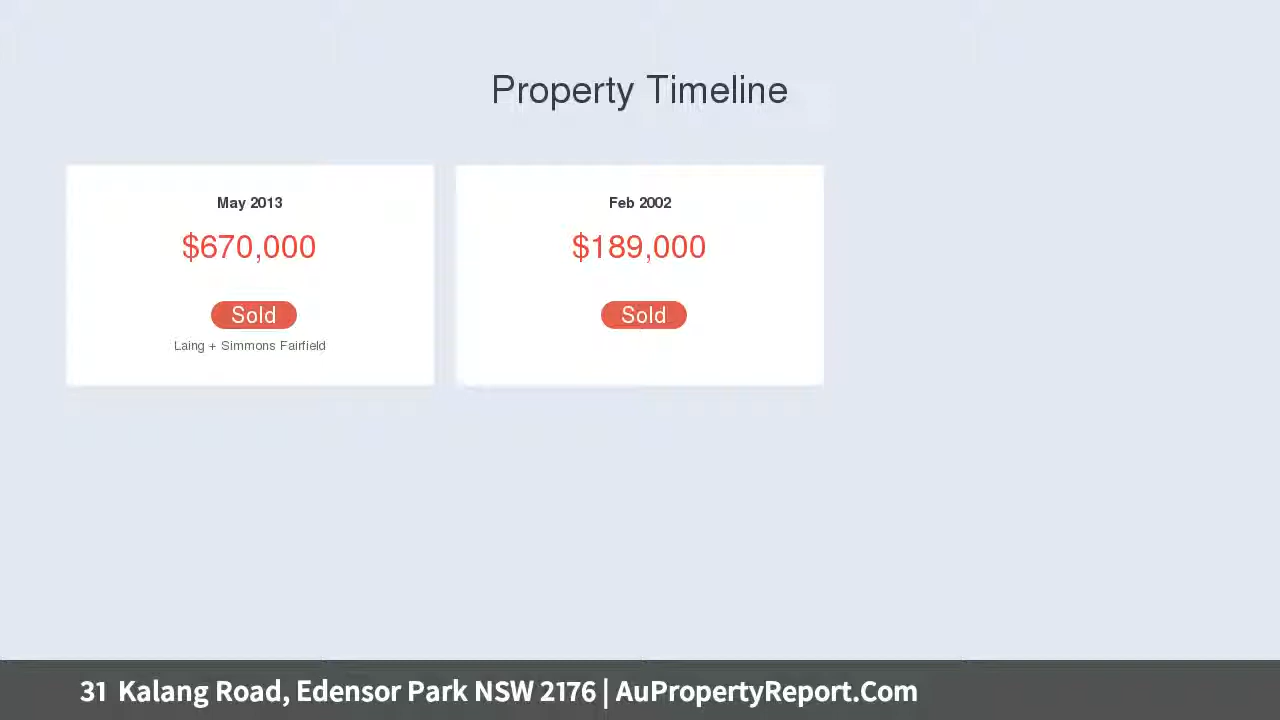 Property Timeline
May 2013
$670,000
Sold
Laing + Simmons Fairfield
Feb 2002
$189,000
Sold
31 Kalang Road, Edensor Park NSW 2176 | AuPropertyReport.Com